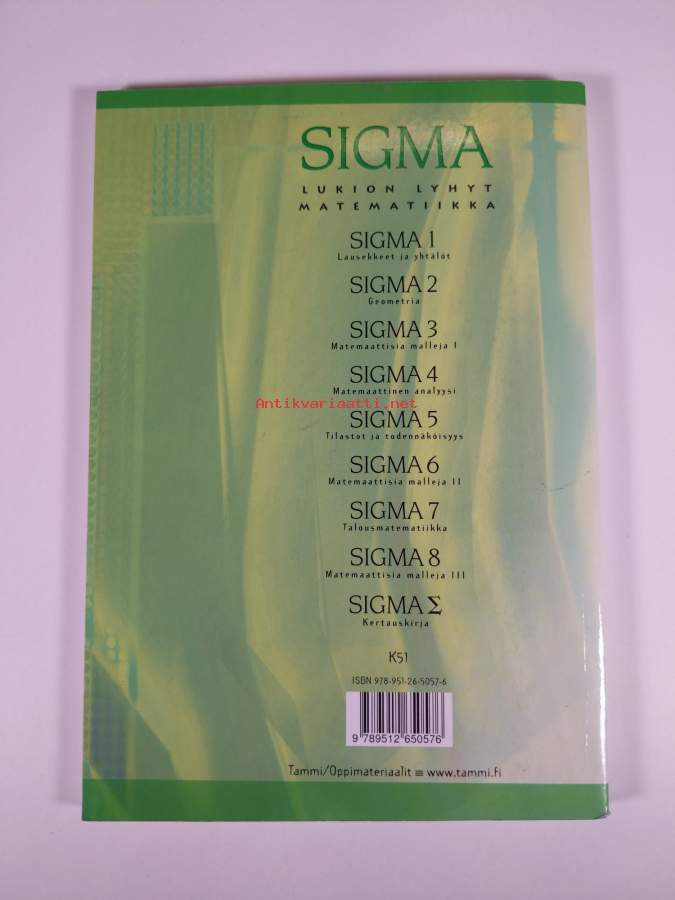 SIGMA
LUKION LYHYT
MATEMATIIKKA
SIGMA 1
Lausekkeet ja yhtälöt
SIGMA 2
Geometria
SIGMA 3
Matemaattisia malleja I
SIGMA 4
Matemaattinen analyysi
Antikvariaatti.net
SIGMA 5
Tilastot ja todennäköisyys
SIGMA 6
Matemaattisia malleja II
SIGMA 7
Talousmatematiikka
SIGMA 8
Matemaattisia malleja III
SIGMA Σ
Kertauskirja
K51
ISBN 978-951-26-5057-6
9 789512 650576
Tammi/Oppimateriaalit ≡ www.tammi.fi